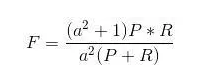 F = \frac{(a^2 + 1)P * R}{a^2(P + R)}